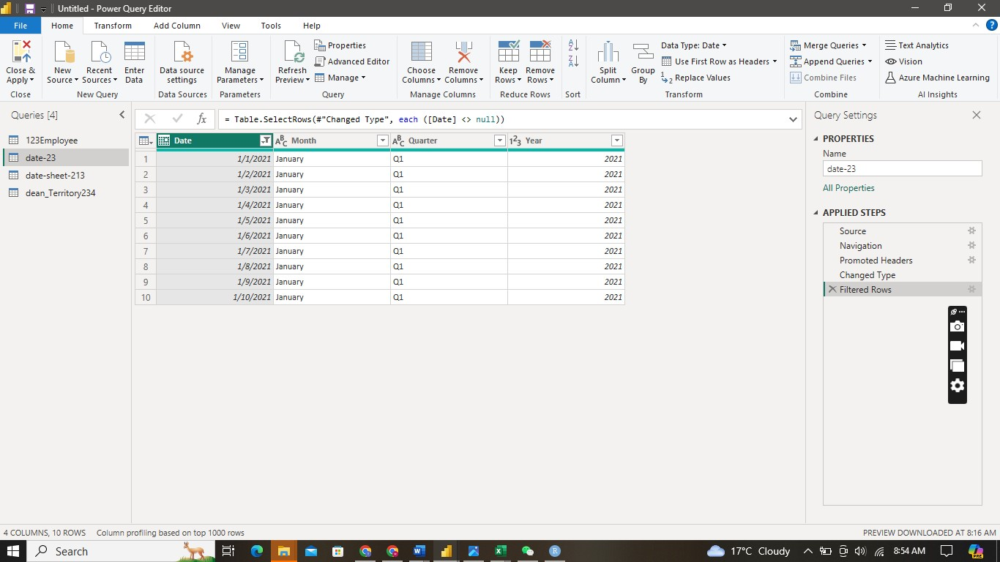 Untitled - Power Query Editor
File Home Transform Add Column View Tools Help
Close & Apply
New Source
Recent Sources
Enter Data
Data source settings
Manage Parameters
Refresh Preview
Properties
Advanced Editor
Manage
Choose Columns
Remove Columns
Keep Rows
Remove Rows
A Z
Z A
Split Column
Group By
Data Type: Date
Use First Row as Headers
1 2 Replace Values
Merge Queries
Append Queries
Combine Files
Text Analytics
Vision
Azure Machine Learning
Close New Query Data Sources Parameters Query Manage Columns Reduce Rows Sort Transform Combine AI Insights
Queries [4]
123Employee
date-23
date-sheet-213
dean_Territory234
fx = Table.SelectRows(#"Changed Type", each ([Date] <> null))
Date ABC Month ABC Quarter 123 Year
1 1/1/2021 January Q1 2021
2 1/2/2021 January Q1 2021
3 1/3/2021 January Q1 2021
4 1/4/2021 January Q1 2021
5 1/5/2021 January Q1 2021
6 1/6/2021 January Q1 2021
7 1/7/2021 January Q1 2021
8 1/8/2021 January Q1 2021
9 1/9/2021 January Q1 2021
10 1/10/2021 January Q1 2021
Query Settings
PROPERTIES
Name
date-23
All Properties
APPLIED STEPS
Source
Navigation
Promoted Headers
Changed Type
Filtered Rows
4 COLUMNS, 10 ROWS Column profiling based on top 1000 rows
PREVIEW DOWNLOADED AT 8:16 AM
Search
17°C Cloudy
8:54 AM
PRE